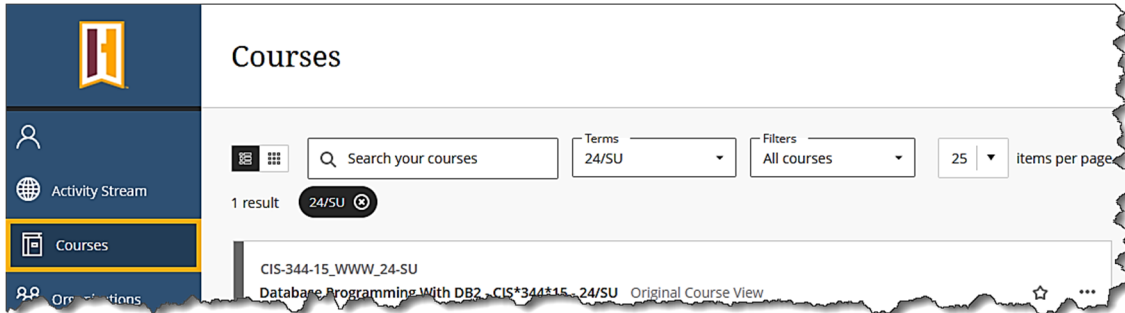 Courses
Activity Stream
Courses
Organizations
Search your courses
Terms
24/SU
Filters
All courses
25
items per page
1 result
24/SU
CIS-344-15_WWW_24-SU
Database Programming With DB2 - CIS*344*15 - 24/SU Original Course View